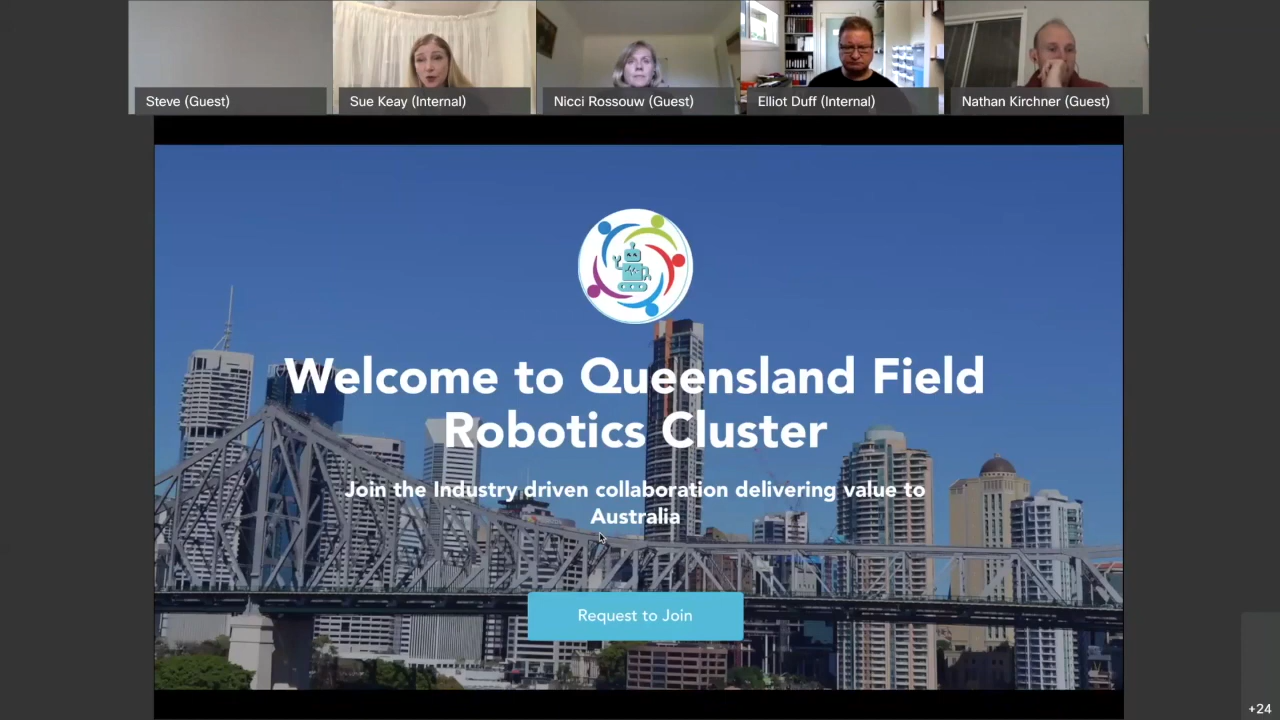 Steve (Guest)
Sue Keay (Internal)
Nicci Rossouw (Guest)
Elliot Duff (Internal)
Nathan Kirchner (Guest)
Welcome to Queensland Field
Robotics Cluster
Join the Industry driven collaboration delivering value to
Australia
Request to Join
+24